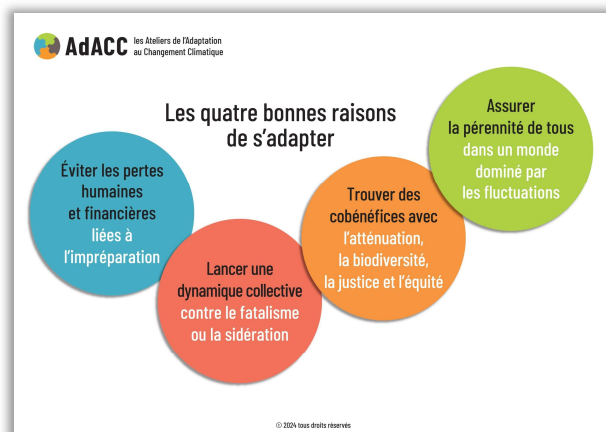 AdACC les Ateliers de l'Adaptation
au Changement Climatique
Les quatre bonnes raisons
de s'adapter
Éviter les pertes
humaines
et financières
liées à
l'impréparation
Lancer une
dynamique collective
contre le fatalisme
ou la sidération
Trouver des
cobénéfices avec
l'atténuation,
la biodiversité,
la justice et l'équité
Assurer
la pérennité de tous
dans un monde
dominé par
les fluctuations
© 2024 tous droits réservés